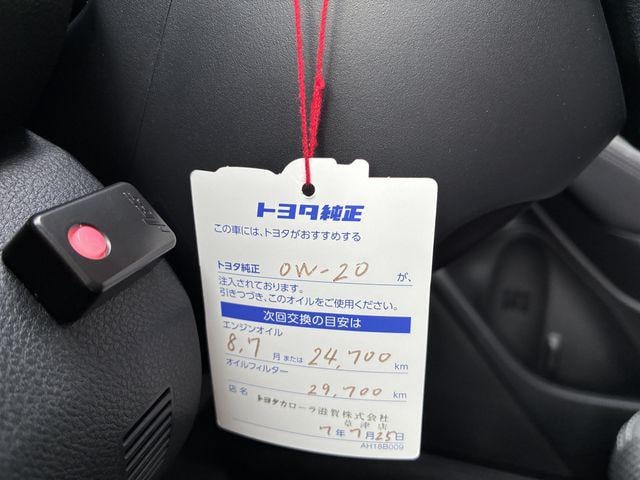 トヨタ純正
この車には、トヨタがおすすめする
トヨタ純正 0W-20 が、
注入されております。
引きつづき、このオイルをご使用ください。
次回交換の目安は
エンジンオイル
8.7 月 または 24,700 km
オイルフィルター
29,700 km
店名 トヨタカローラ滋賀株式会社
草津店
7年7月25日
AH18B009